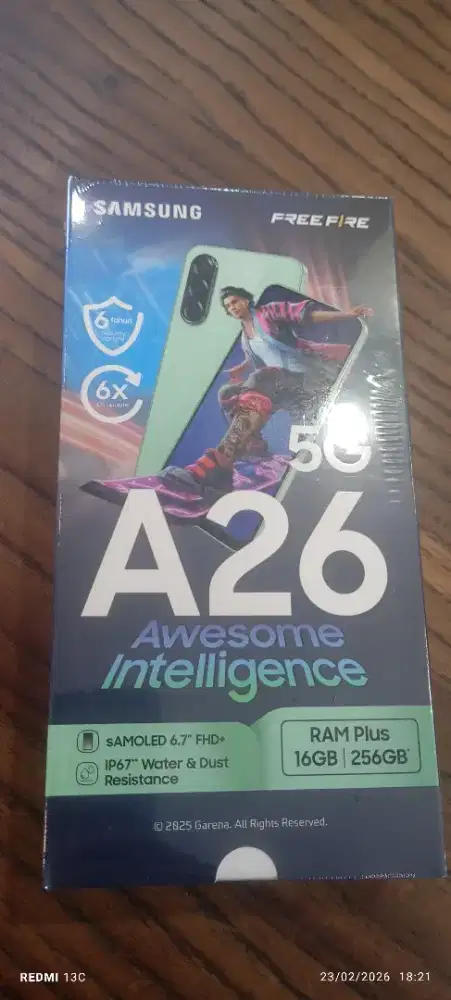 SAMSUNG
FREE FIRE
6 tahun
6X
5G
A26
Awesome
Intelligence
sAMOLED 6.7" FHD+
IP67** Water & Dust
Resistance
RAM Plus
16GB | 256GB*
© 2025 Garena. All Rights Reserved.
REDMI 13C
23/02/2026 18:21